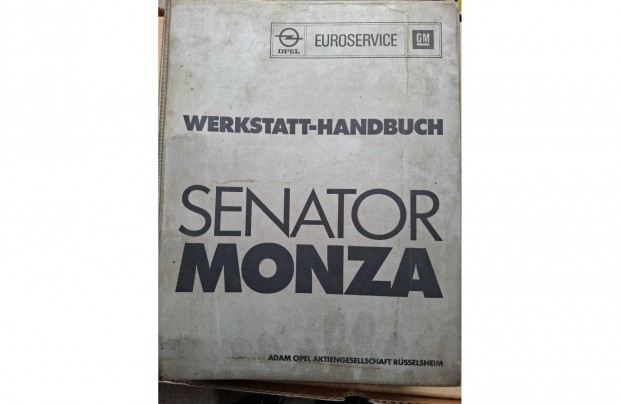 OPEL
EUROSERVICE
GM
WERKSTATT-HANDBUCH
SENATOR
MONZA
ADAM OPEL AKTIENGESELLSCHAFT RÜSSELSHEIM